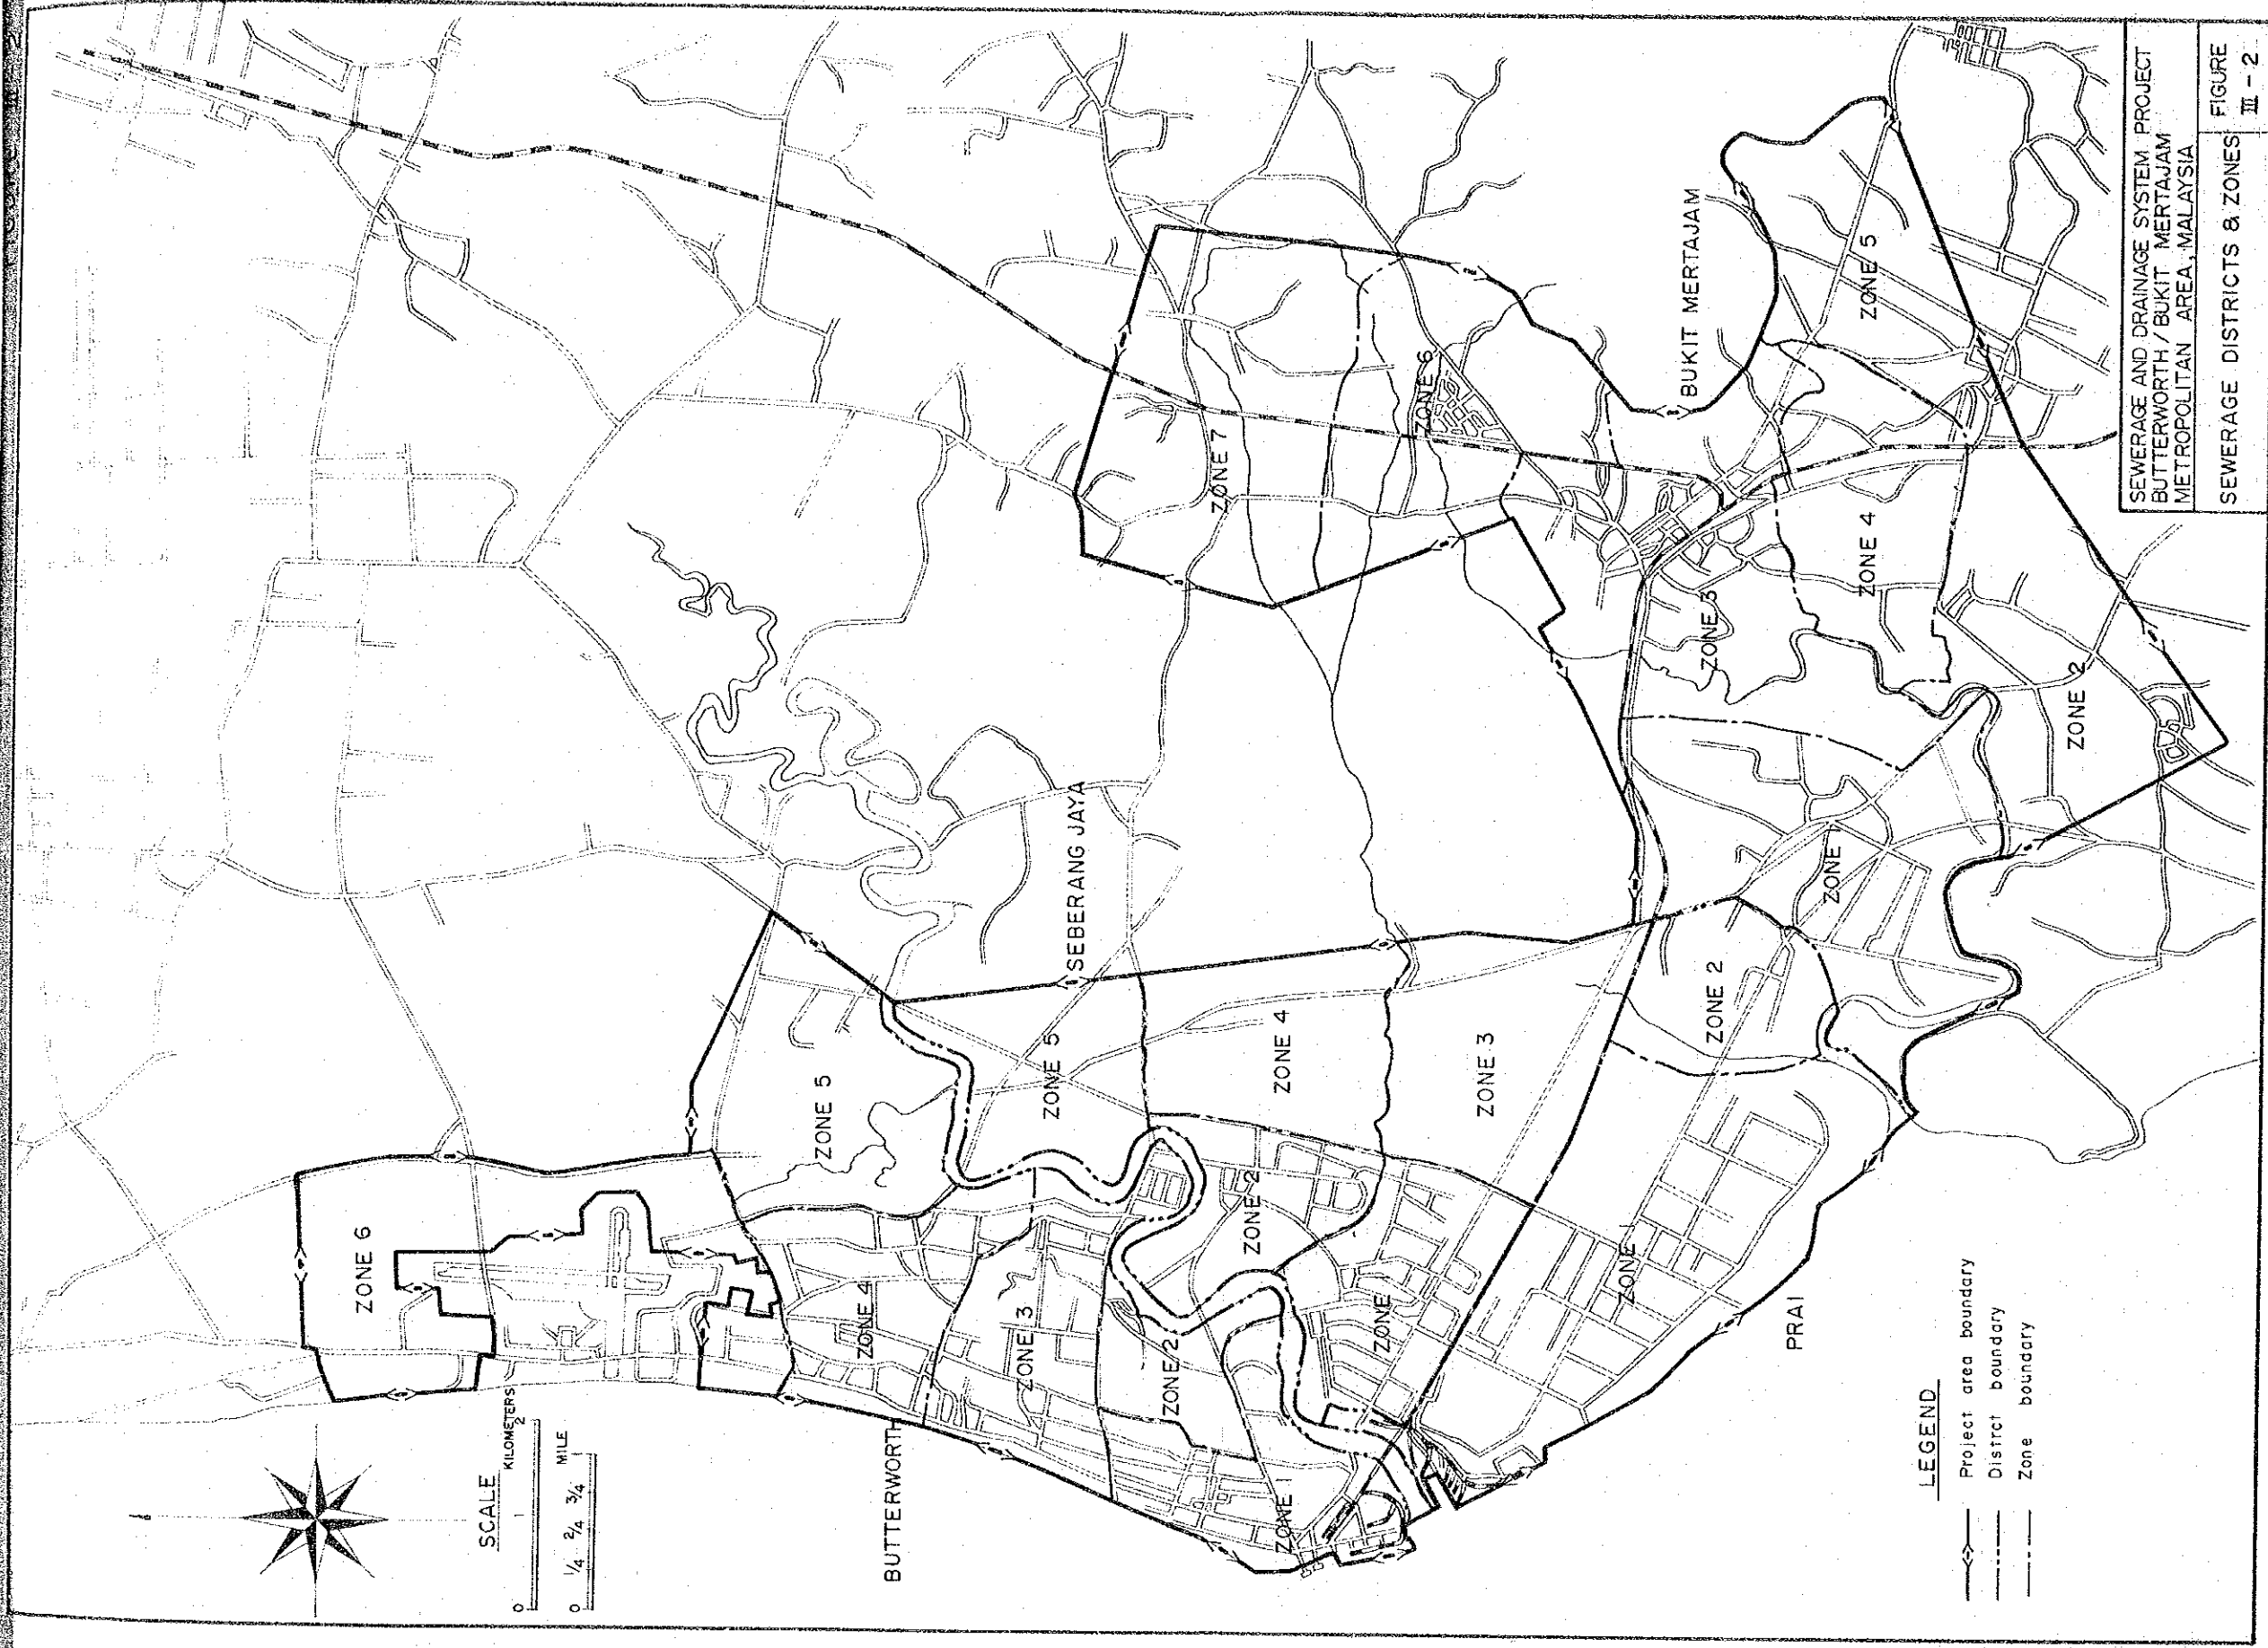 SEWERAGE AND DRAINAGE SYSTEM PROJECT
BUTTERWORTH / BUKIT MERTAJAM
METROPOLITAN AREA, MALAYSIA
SEWERAGE DISTRICTS & ZONES
FIGURE
III - 2
SCALE
KILOMETERS
0 1 2
MILE
0 1/4 2/4 3/4 1
BUTTERWORTH
ZONE 6
ZONE 5
ZONE 4
ZONE 3
ZONE 2
ZONE 1
SEBERANG JAYA
ZONE 5
ZONE 4
ZONE 3
ZONE 2
ZONE
PRAI
ZONE 1
ZONE 2
BUKIT MERTAJAM
ZONE 7
ZONE 6
ZONE 5
ZONE 4
ZONE 3
ZONE 2
ZONE
LEGEND
Project area boundary
Distrct boundary
Zone boundary